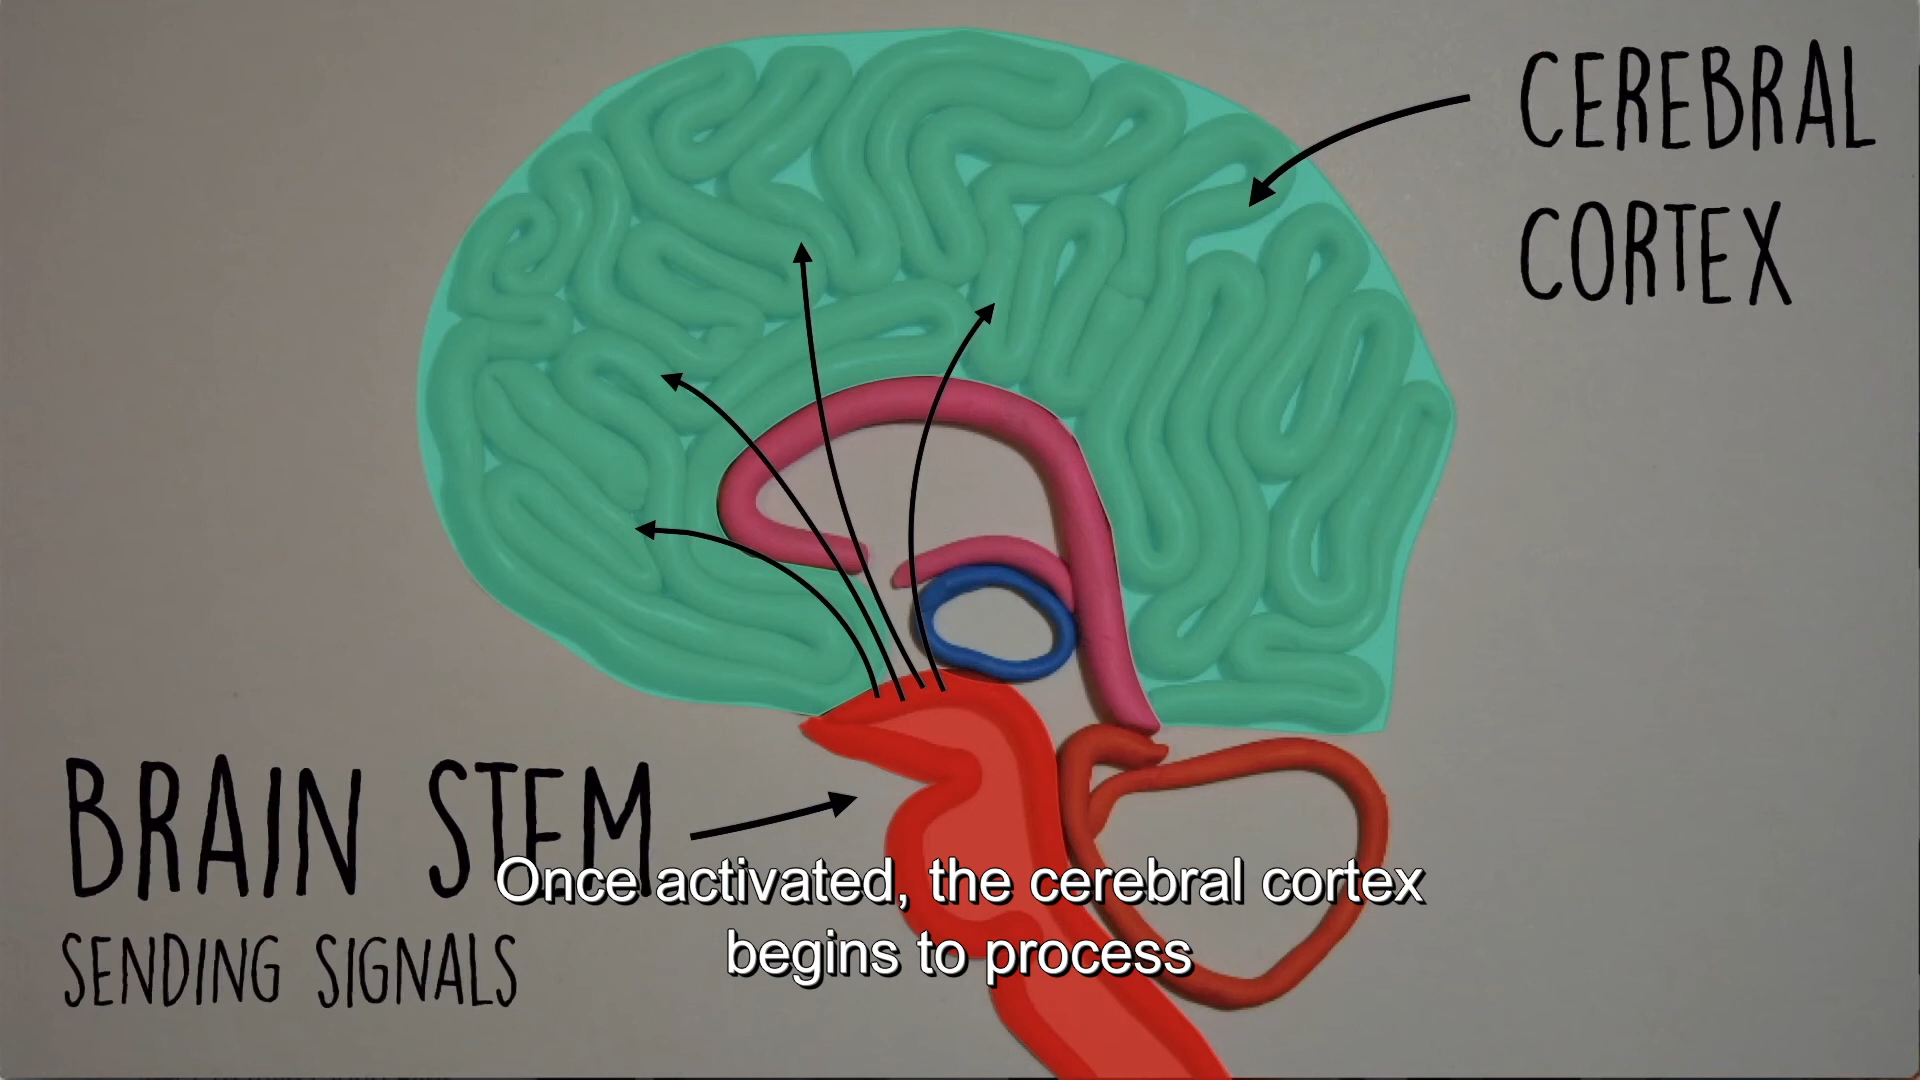 CEREBRAL
CORTEX
BRAIN STEM
SENDING SIGNALS
Once activated, the cerebral cortex
begins to process